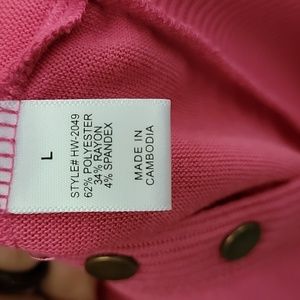 L
STYLE# HW-2049
62% POLYESTER
34% RAYON
4% SPANDEX
MADE IN
CAMBODIA